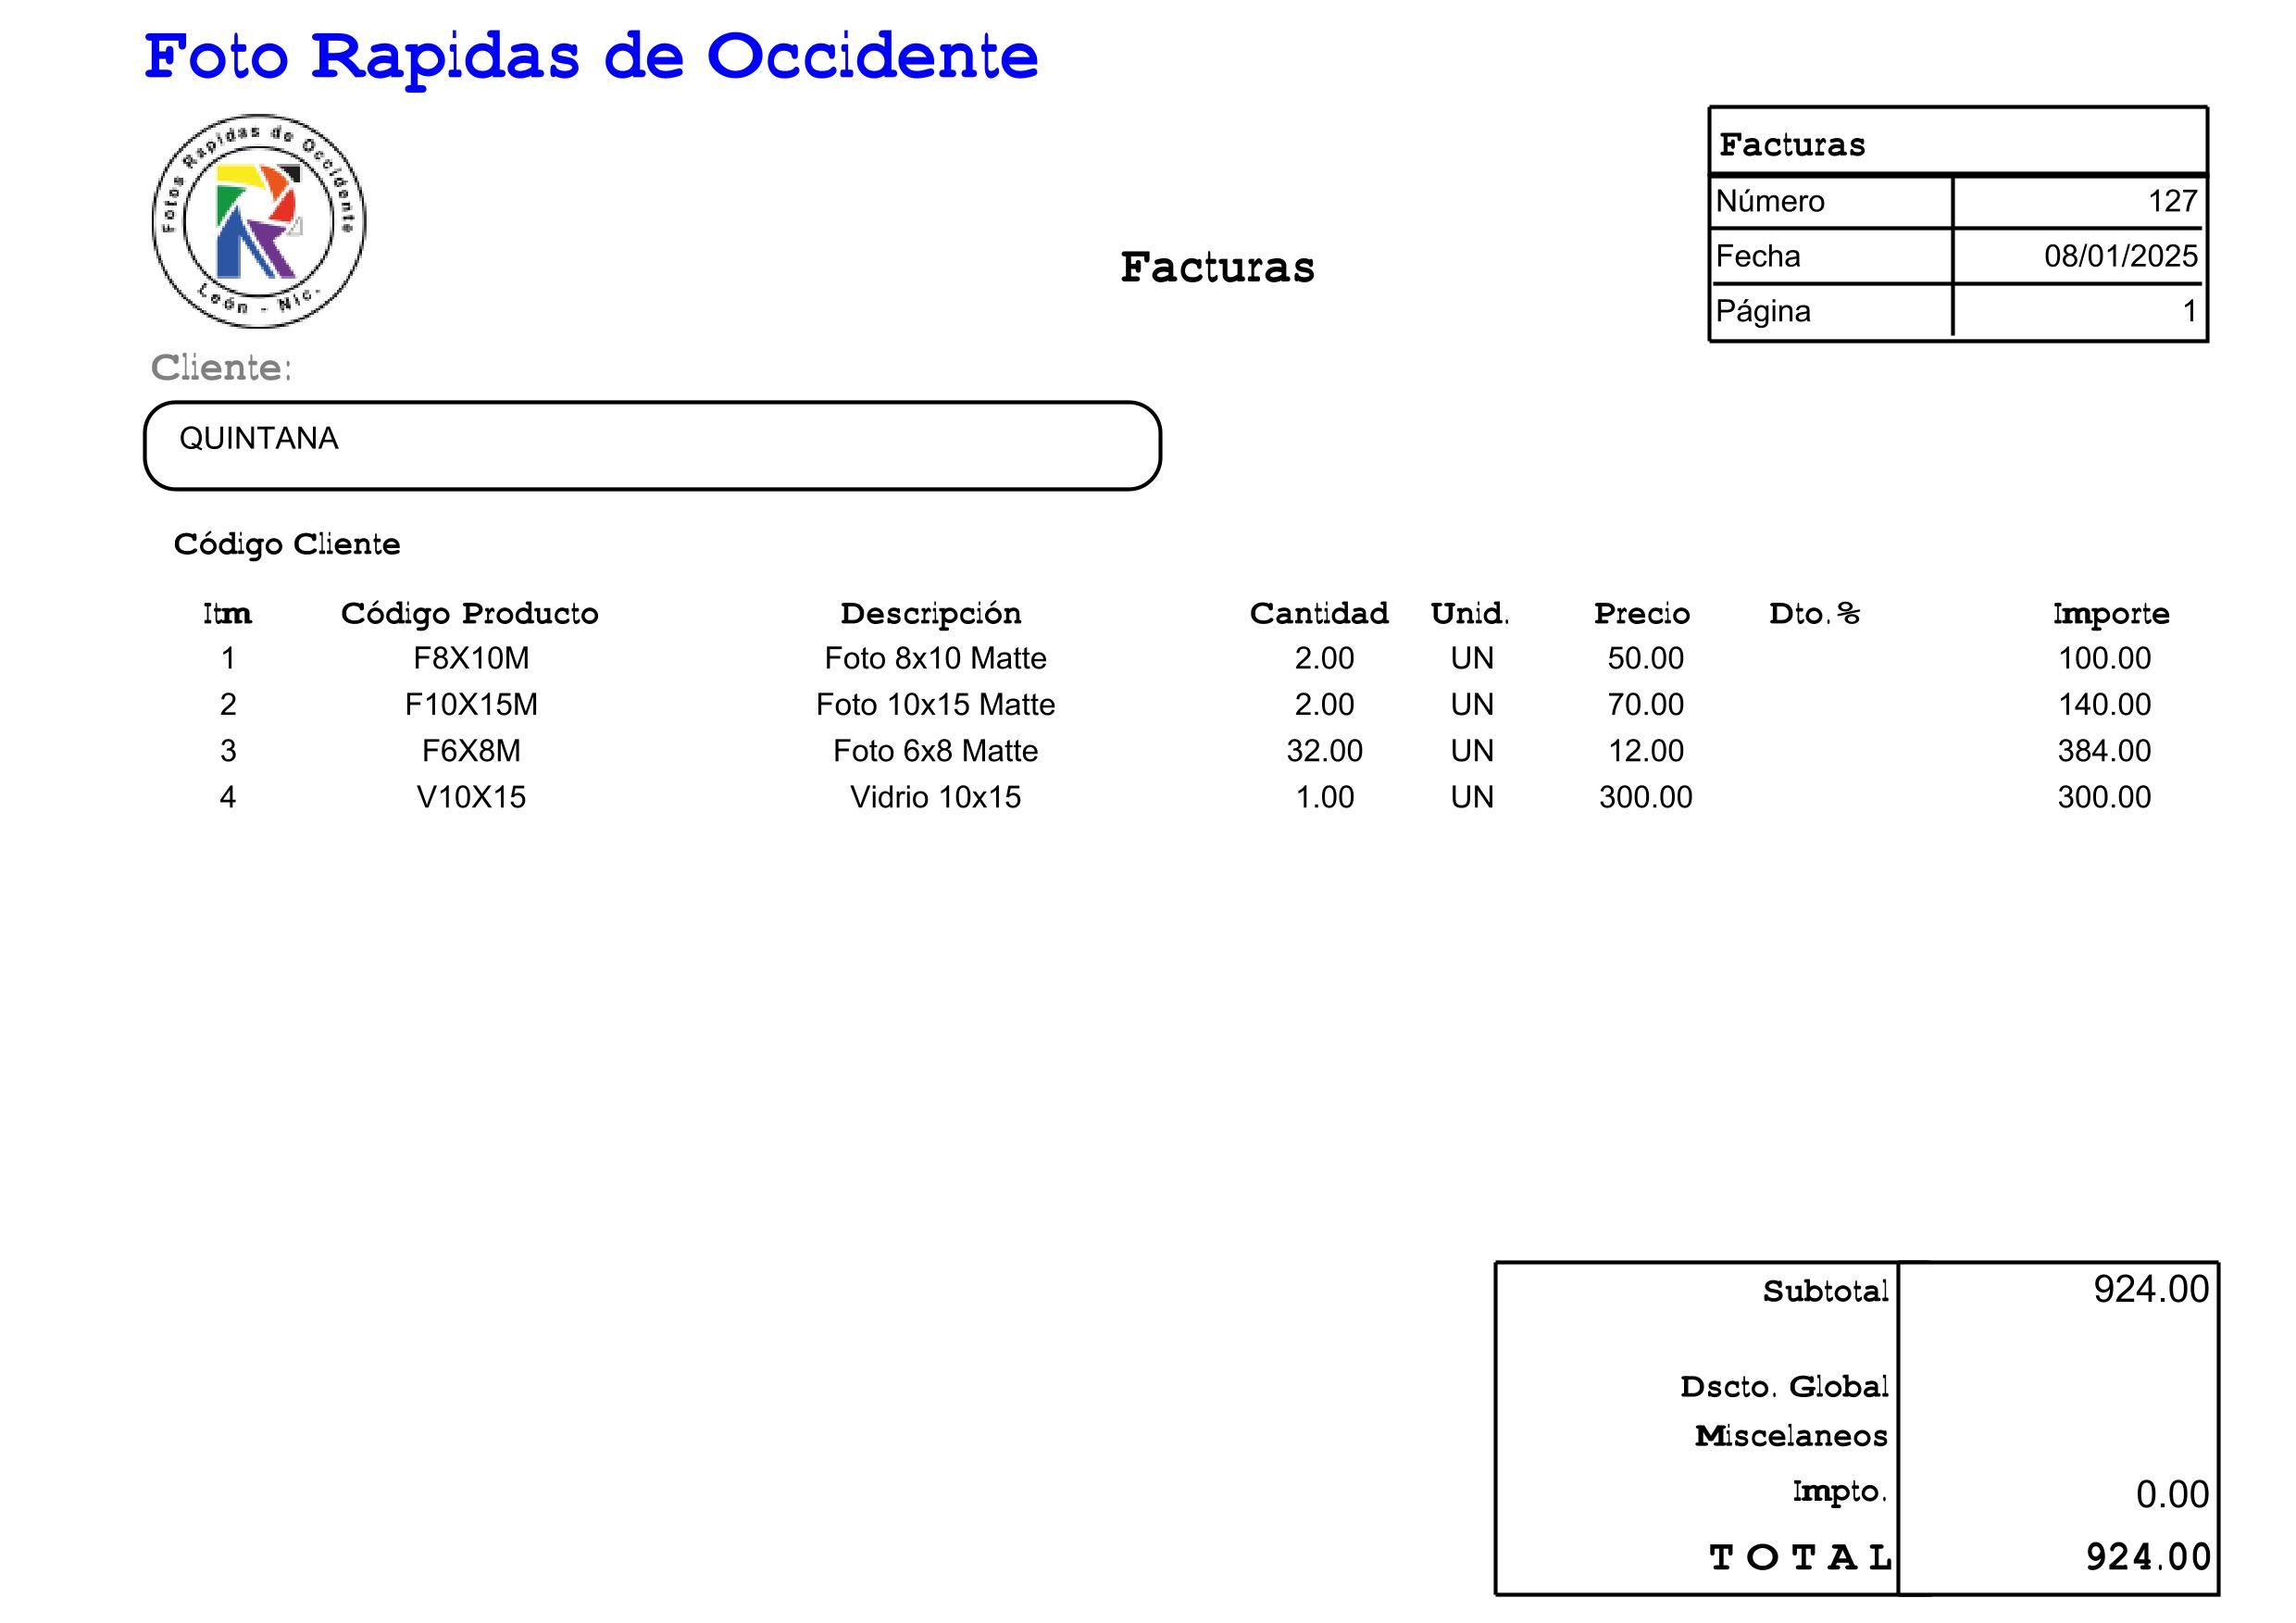 Foto Rapidas de Occidente
Fotos Rapidas de Occidente
León - Nic.
Facturas
Número 127
Fecha 08/01/2025
Página 1
Facturas
Cliente:
QUINTANA
Código Cliente
Itm Código Producto Descripción Cantidad Unid. Precio Dto.% Importe
1 F8X10M Foto 8x10 Matte 2.00 UN 50.00 100.00
2 F10X15M Foto 10x15 Matte 2.00 UN 70.00 140.00
3 F6X8M Foto 6x8 Matte 32.00 UN 12.00 384.00
4 V10X15 Vidrio 10x15 1.00 UN 300.00 300.00
Subtotal 924.00
Dscto. Global
Miscelaneos
Impto. 0.00
TOTAL 924.00